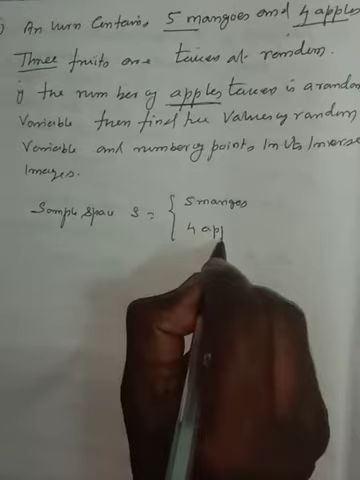 ) An Urn Contains 5 mangoes and 4 apples
Three fruits are taken at random.
If the number of apples taken is a random
Variable then find the Values of random
Variable and number of points in its Inverse
Images.
Sample space S = { 5 manges
4 ap